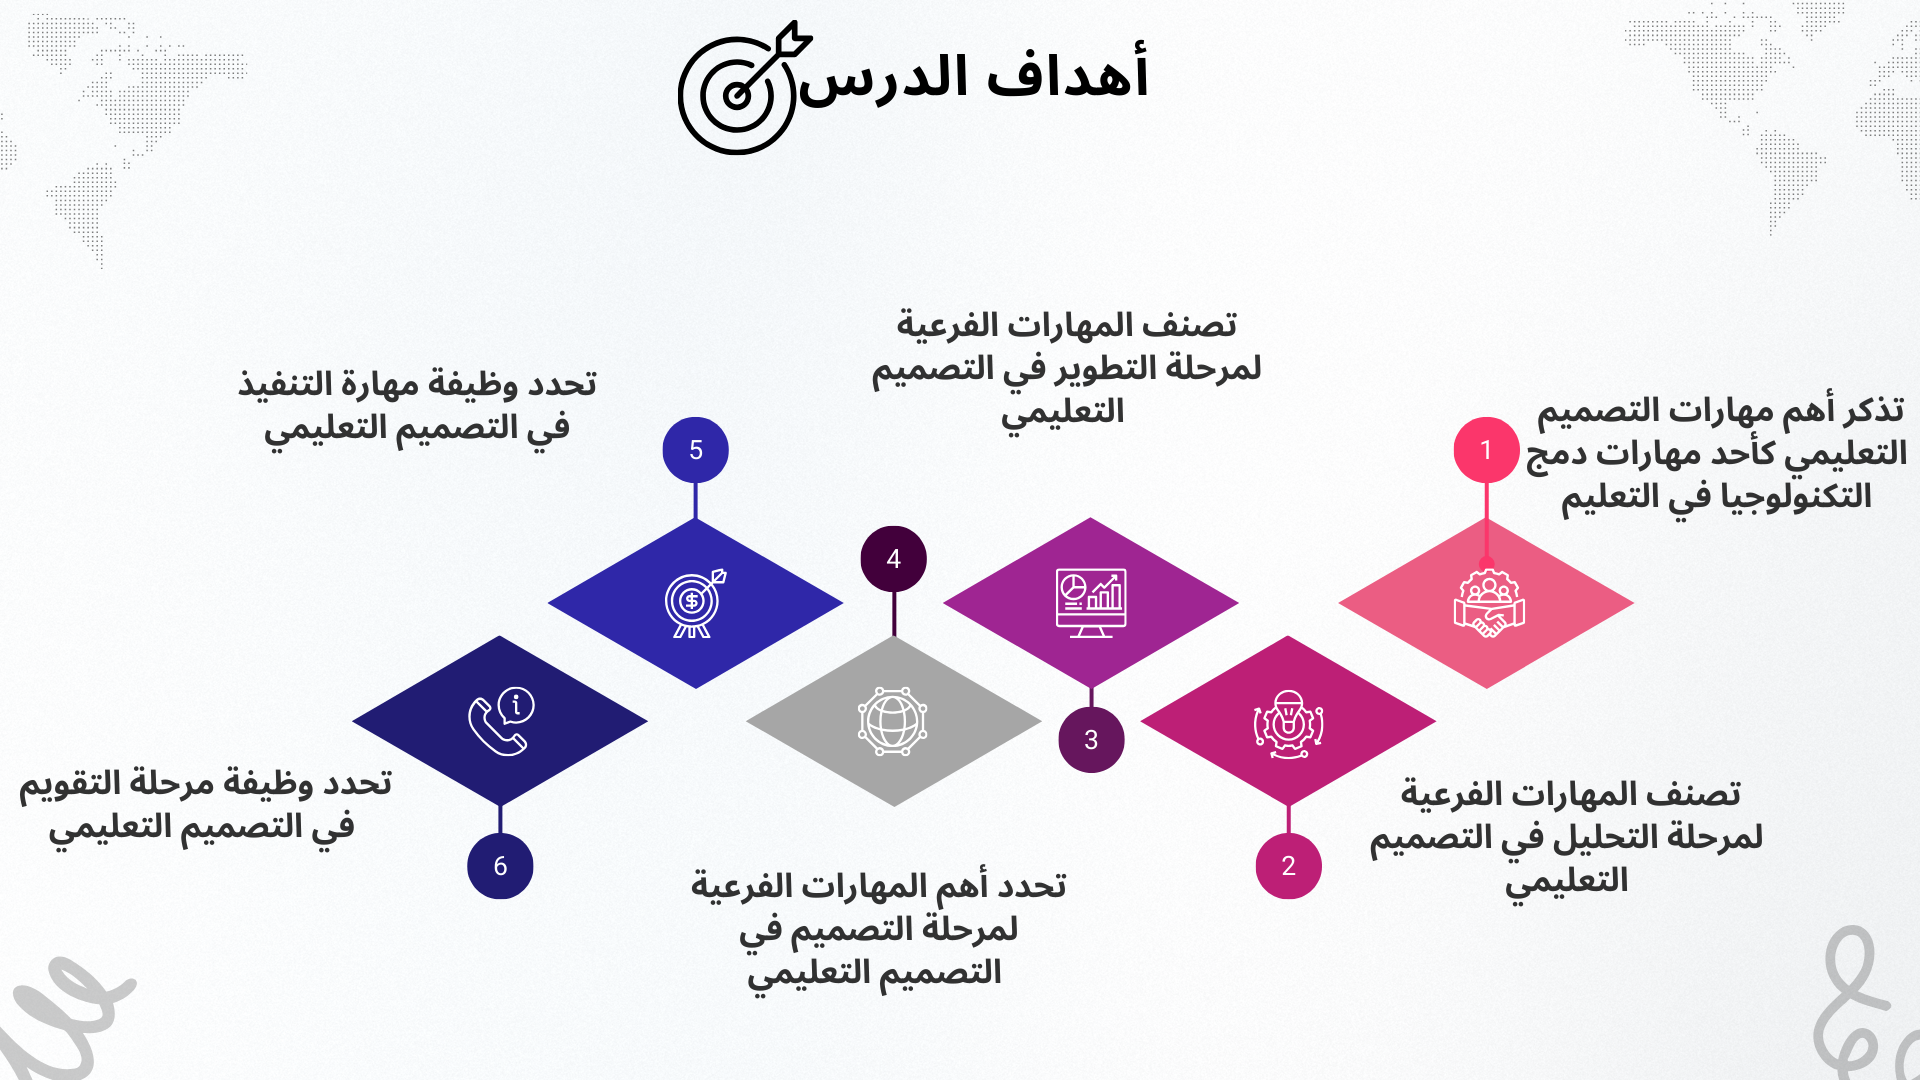 أهداف الدرس
1
تذكر أهم مهارات التصميم
التعليمي كأحد مهارات دمج
التكنولوجيا في التعليم
2
تصنف المهارات الفرعية
لمرحلة التحليل في التصميم
التعليمي
3
تصنف المهارات الفرعية
لمرحلة التطوير في التصميم
التعليمي
4
تحدد أهم المهارات الفرعية
لمرحلة التصميم في
التصميم التعليمي
5
تحدد وظيفة مهارة التنفيذ
في التصميم التعليمي
6
تحدد وظيفة مرحلة التقويم
في التصميم التعليمي